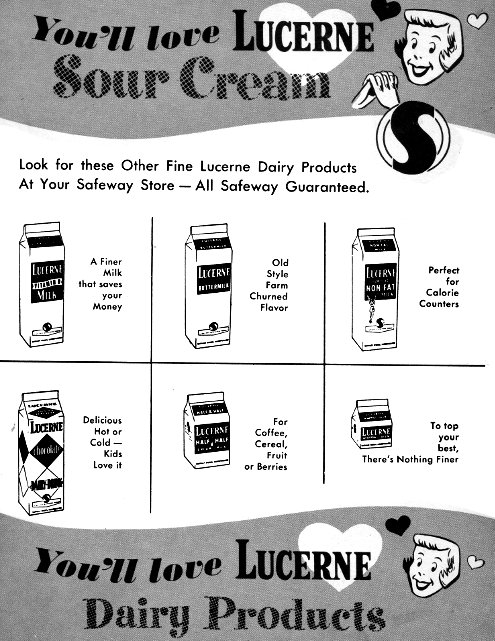 You'll love LUCERNE
Sour Cream
S
Look for these Other Fine Lucerne Dairy Products
At Your Safeway Store — All Safeway Guaranteed.
LUCERNE
VITAMIN D
MILK
A Finer
Milk
that saves
your
Money
LUCERNE
BUTTERMILK
Old
Style
Farm
Churned
Flavor
LUCERNE
NON FAT
MILK
Perfect
for
Calorie
Counters
LUCERNE
chocolate
DAIRY DRINK
Delicious
Hot or
Cold —
Kids
Love it
HALF & HALF
LUCERNE
HALF & HALF
For
Coffee,
Cereal,
Fruit
or Berries
LUCERNE
To top
your
best,
There's Nothing Finer
You'll love LUCERNE
Dairy Products